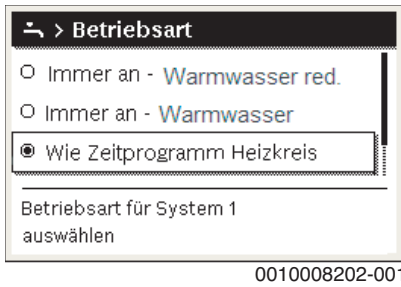 > Betriebsart
Immer an - Warmwasser red.
Immer an - Warmwasser
Wie Zeitprogramm Heizkreis
Betriebsart für System 1
auswählen
0010008202-001